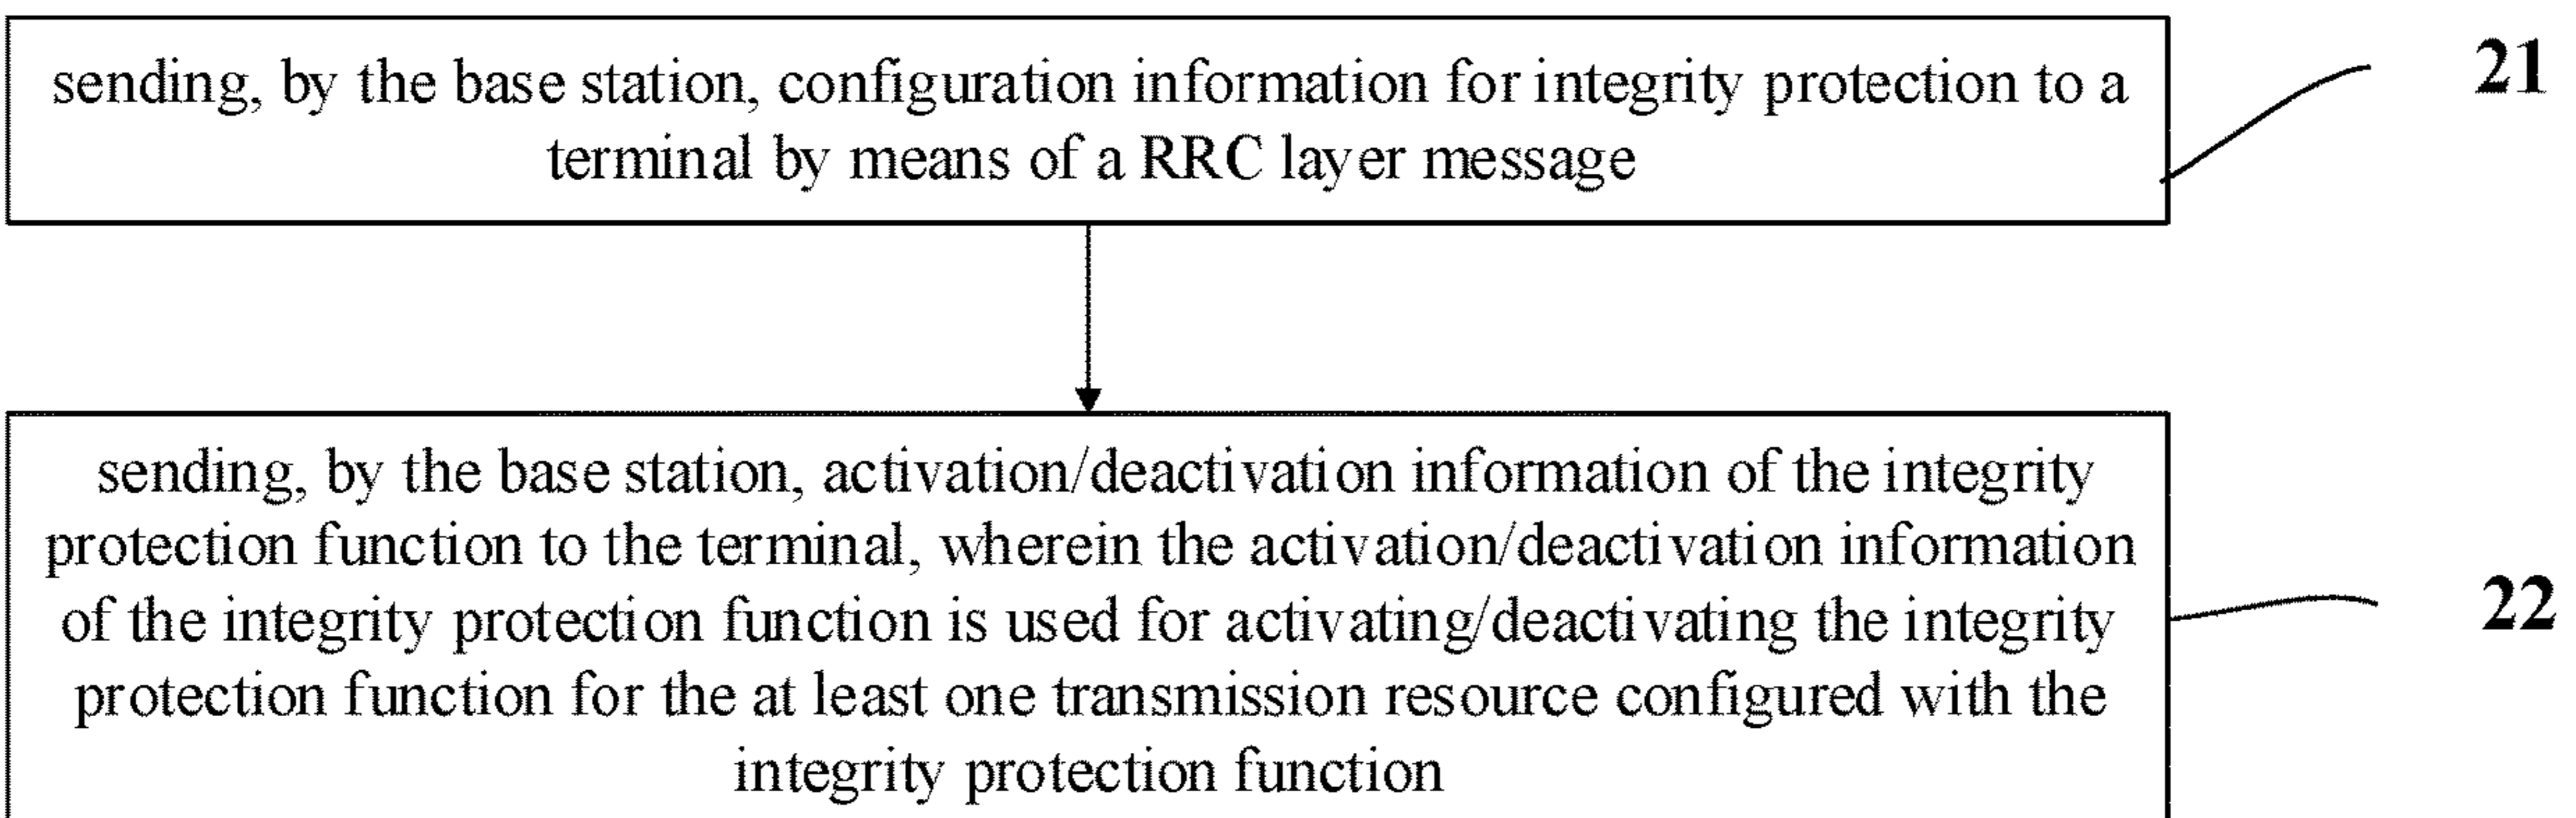 sending, by the base station, configuration information for integrity protection to a
terminal by means of a RRC layer message
21
sending, by the base station, activation/deactivation information of the integrity
protection function to the terminal, wherein the activation/deactivation information
of the integrity protection function is used for activating/deactivating the integrity
protection function for the at least one transmission resource configured with the
integrity protection function
22